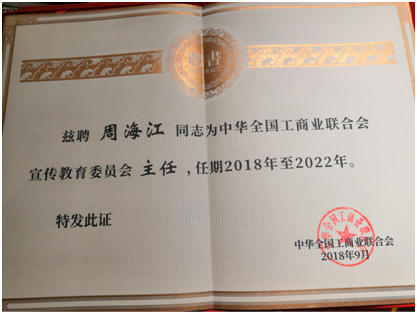 聘書
兹聘 周海江 同志为中华全国工商业联合会
宣传教育委员会 主任 ,任期2018年至2022年。
特发此证
中华全国工商业联合会
2018年9月